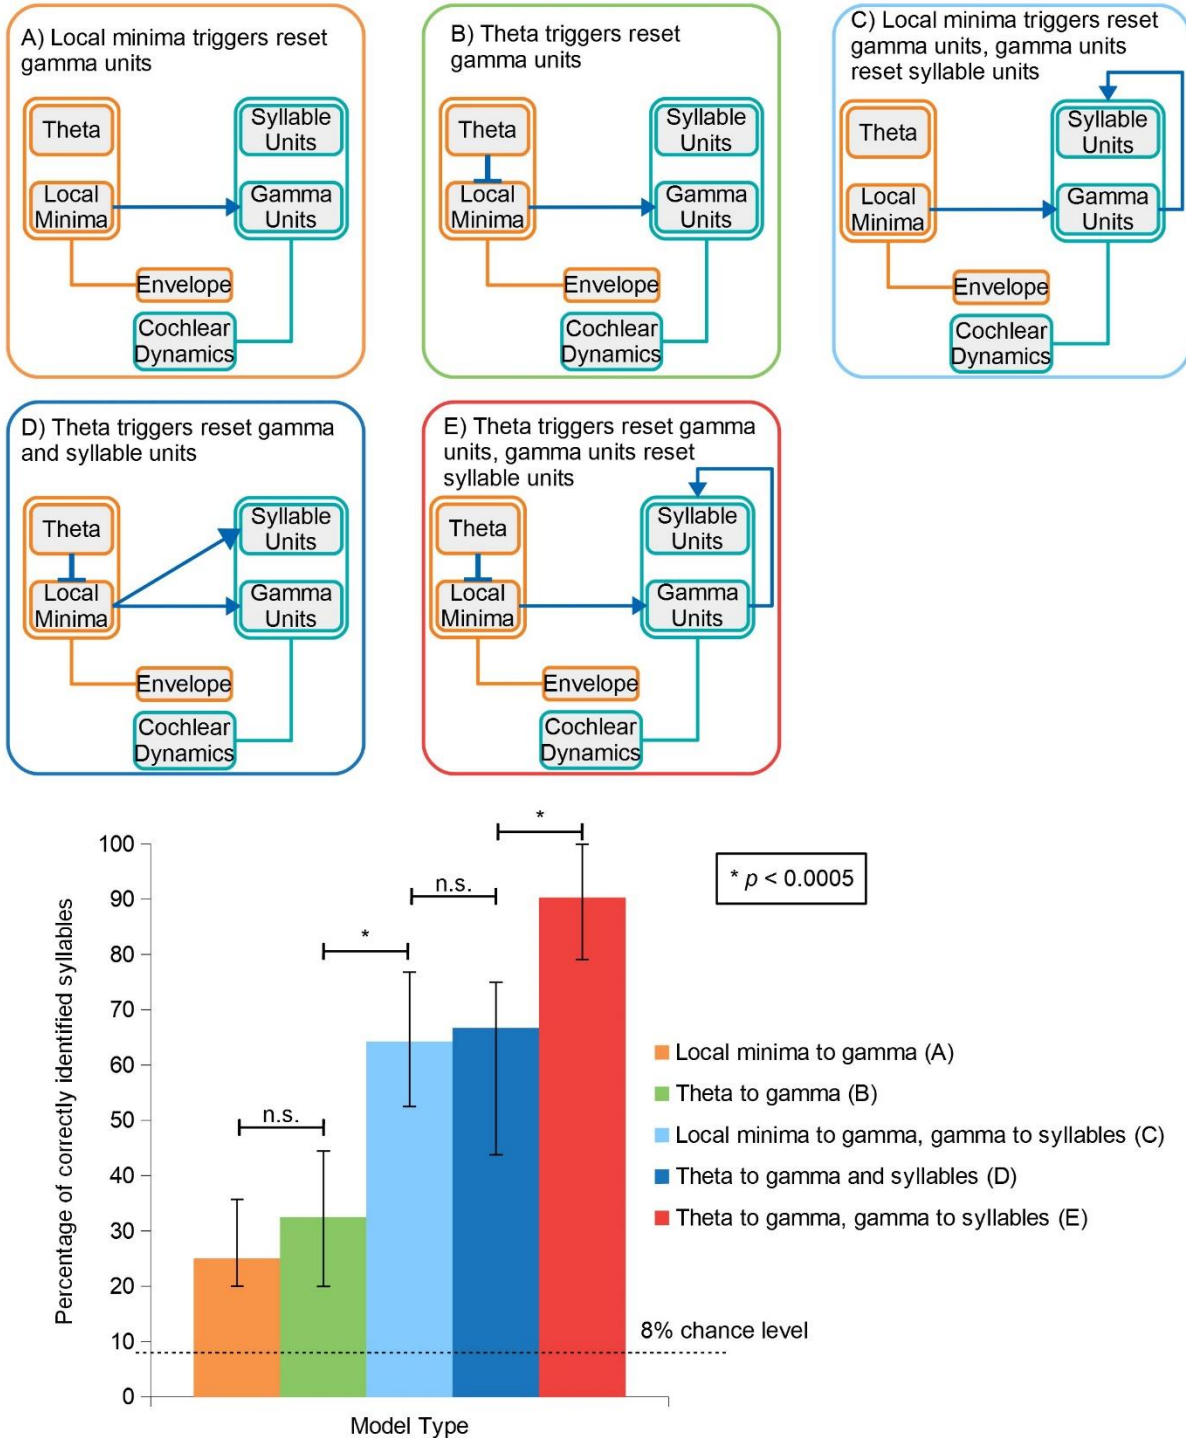 A) Local minima triggers reset
gamma units
Theta
Local
Minima
Syllable
Units
Gamma
Units
Envelope
Cochlear
Dynamics
B) Theta triggers reset
gamma units
Theta
Local
Minima
Syllable
Units
Gamma
Units
Envelope
Cochlear
Dynamics
C) Local minima triggers reset
gamma units, gamma units
reset syllable units
Theta
Local
Minima
Syllable
Units
Gamma
Units
Envelope
Cochlear
Dynamics
D) Theta triggers reset gamma
and syllable units
Theta
Local
Minima
Syllable
Units
Gamma
Units
Envelope
Cochlear
Dynamics
E) Theta triggers reset gamma
units, gamma units reset
syllable units
Theta
Local
Minima
Syllable
Units
Gamma
Units
Envelope
Cochlear
Dynamics
Percentage of correctly identified syllables
100
90
80
70
60
50
40
30
20
10
0
n.s.
*
n.s.
*
* p < 0.0005
Local minima to gamma (A)
Theta to gamma (B)
Local minima to gamma, gamma to syllables (C)
Theta to gamma and syllables (D)
Theta to gamma, gamma to syllables (E)
8% chance level
Model Type